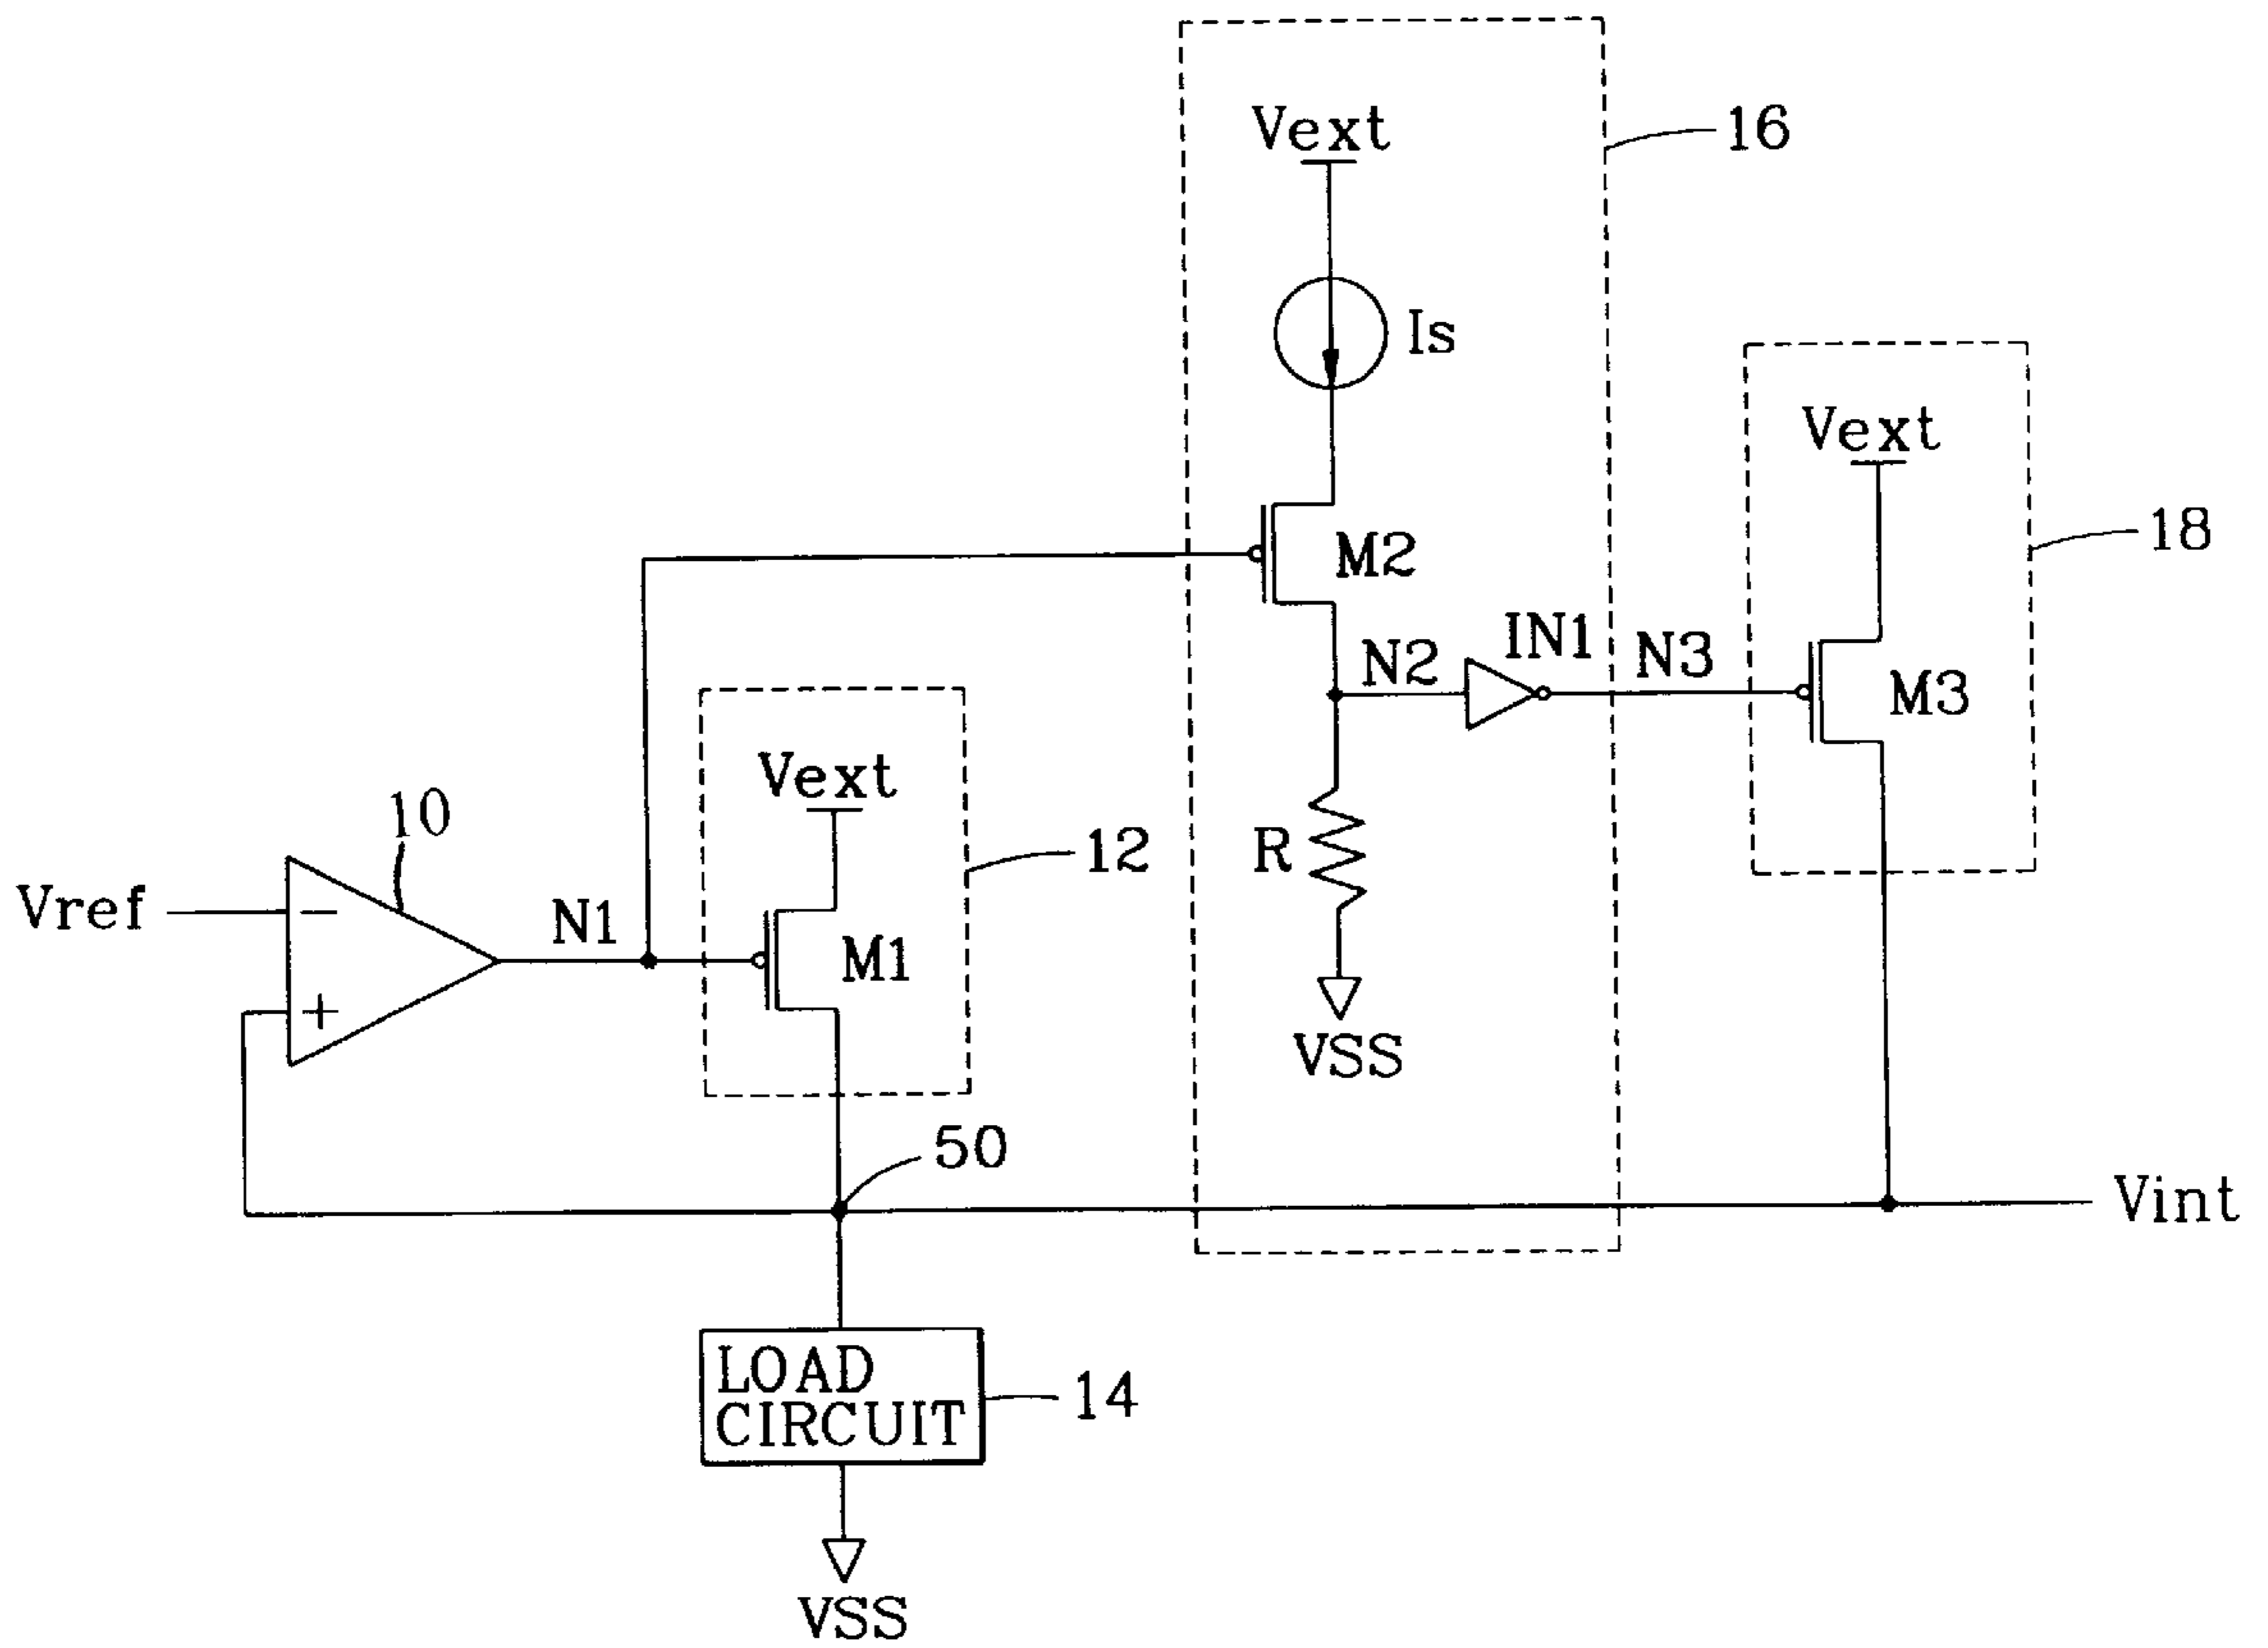 Vext
16
Is
Vext
18
M2
IN1
N2
N3
M3
Vext
10
12
R
Vref
−
N1
M1
+
VSS
50
Vint
LOAD
CIRCUIT
14
VSS